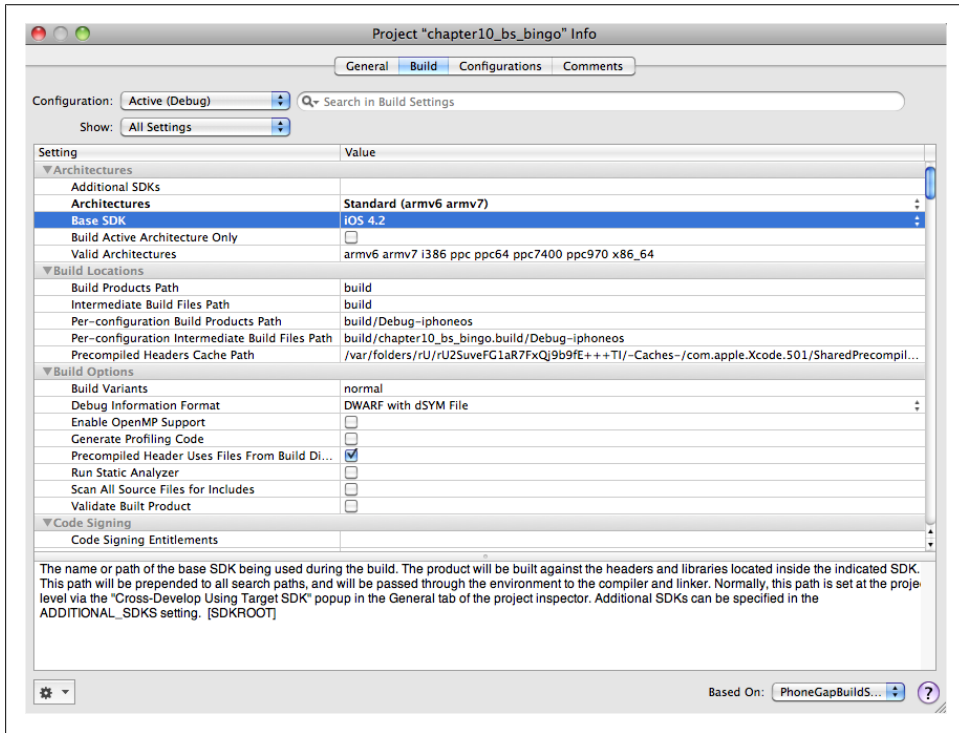 Project "chapter10_bs_bingo" Info
General Build Configurations Comments
Configuration: Active (Debug) Search in Build Settings
Show: All Settings
Setting Value
Architectures
Additional SDKs
Architectures Standard (armv6 armv7)
Base SDK iOS 4.2
Build Active Architecture Only
Valid Architectures armv6 armv7 i386 ppc ppc64 ppc7400 ppc970 x86_64
Build Locations
Build Products Path build
Intermediate Build Files Path build
Per-configuration Build Products Path build/Debug-iphoneos
Per-configuration Intermediate Build Files Path build/chapter10_bs_bingo.build/Debug-iphoneos
Precompiled Headers Cache Path /var/folders/rU/rU2SuveFG1aR7FxQj9b9fE+++TI/-Caches-/com.apple.Xcode.501/SharedPrecompil...
Build Options
Build Variants normal
Debug Information Format DWARF with dSYM File
Enable OpenMP Support
Generate Profiling Code
Precompiled Header Uses Files From Build Di...
Run Static Analyzer
Scan All Source Files for Includes
Validate Built Product
Code Signing
Code Signing Entitlements
The name or path of the base SDK being used during the build. The product will be built against the headers and libraries located inside the indicated SDK.
This path will be prepended to all search paths, and will be passed through the environment to the compiler and linker. Normally, this path is set at the proje
level via the "Cross-Develop Using Target SDK" popup in the General tab of the project inspector. Additional SDKs can be specified in the
ADDITIONAL_SDKS setting. [SDKROOT]
Based On: PhoneGapBuildS... ?